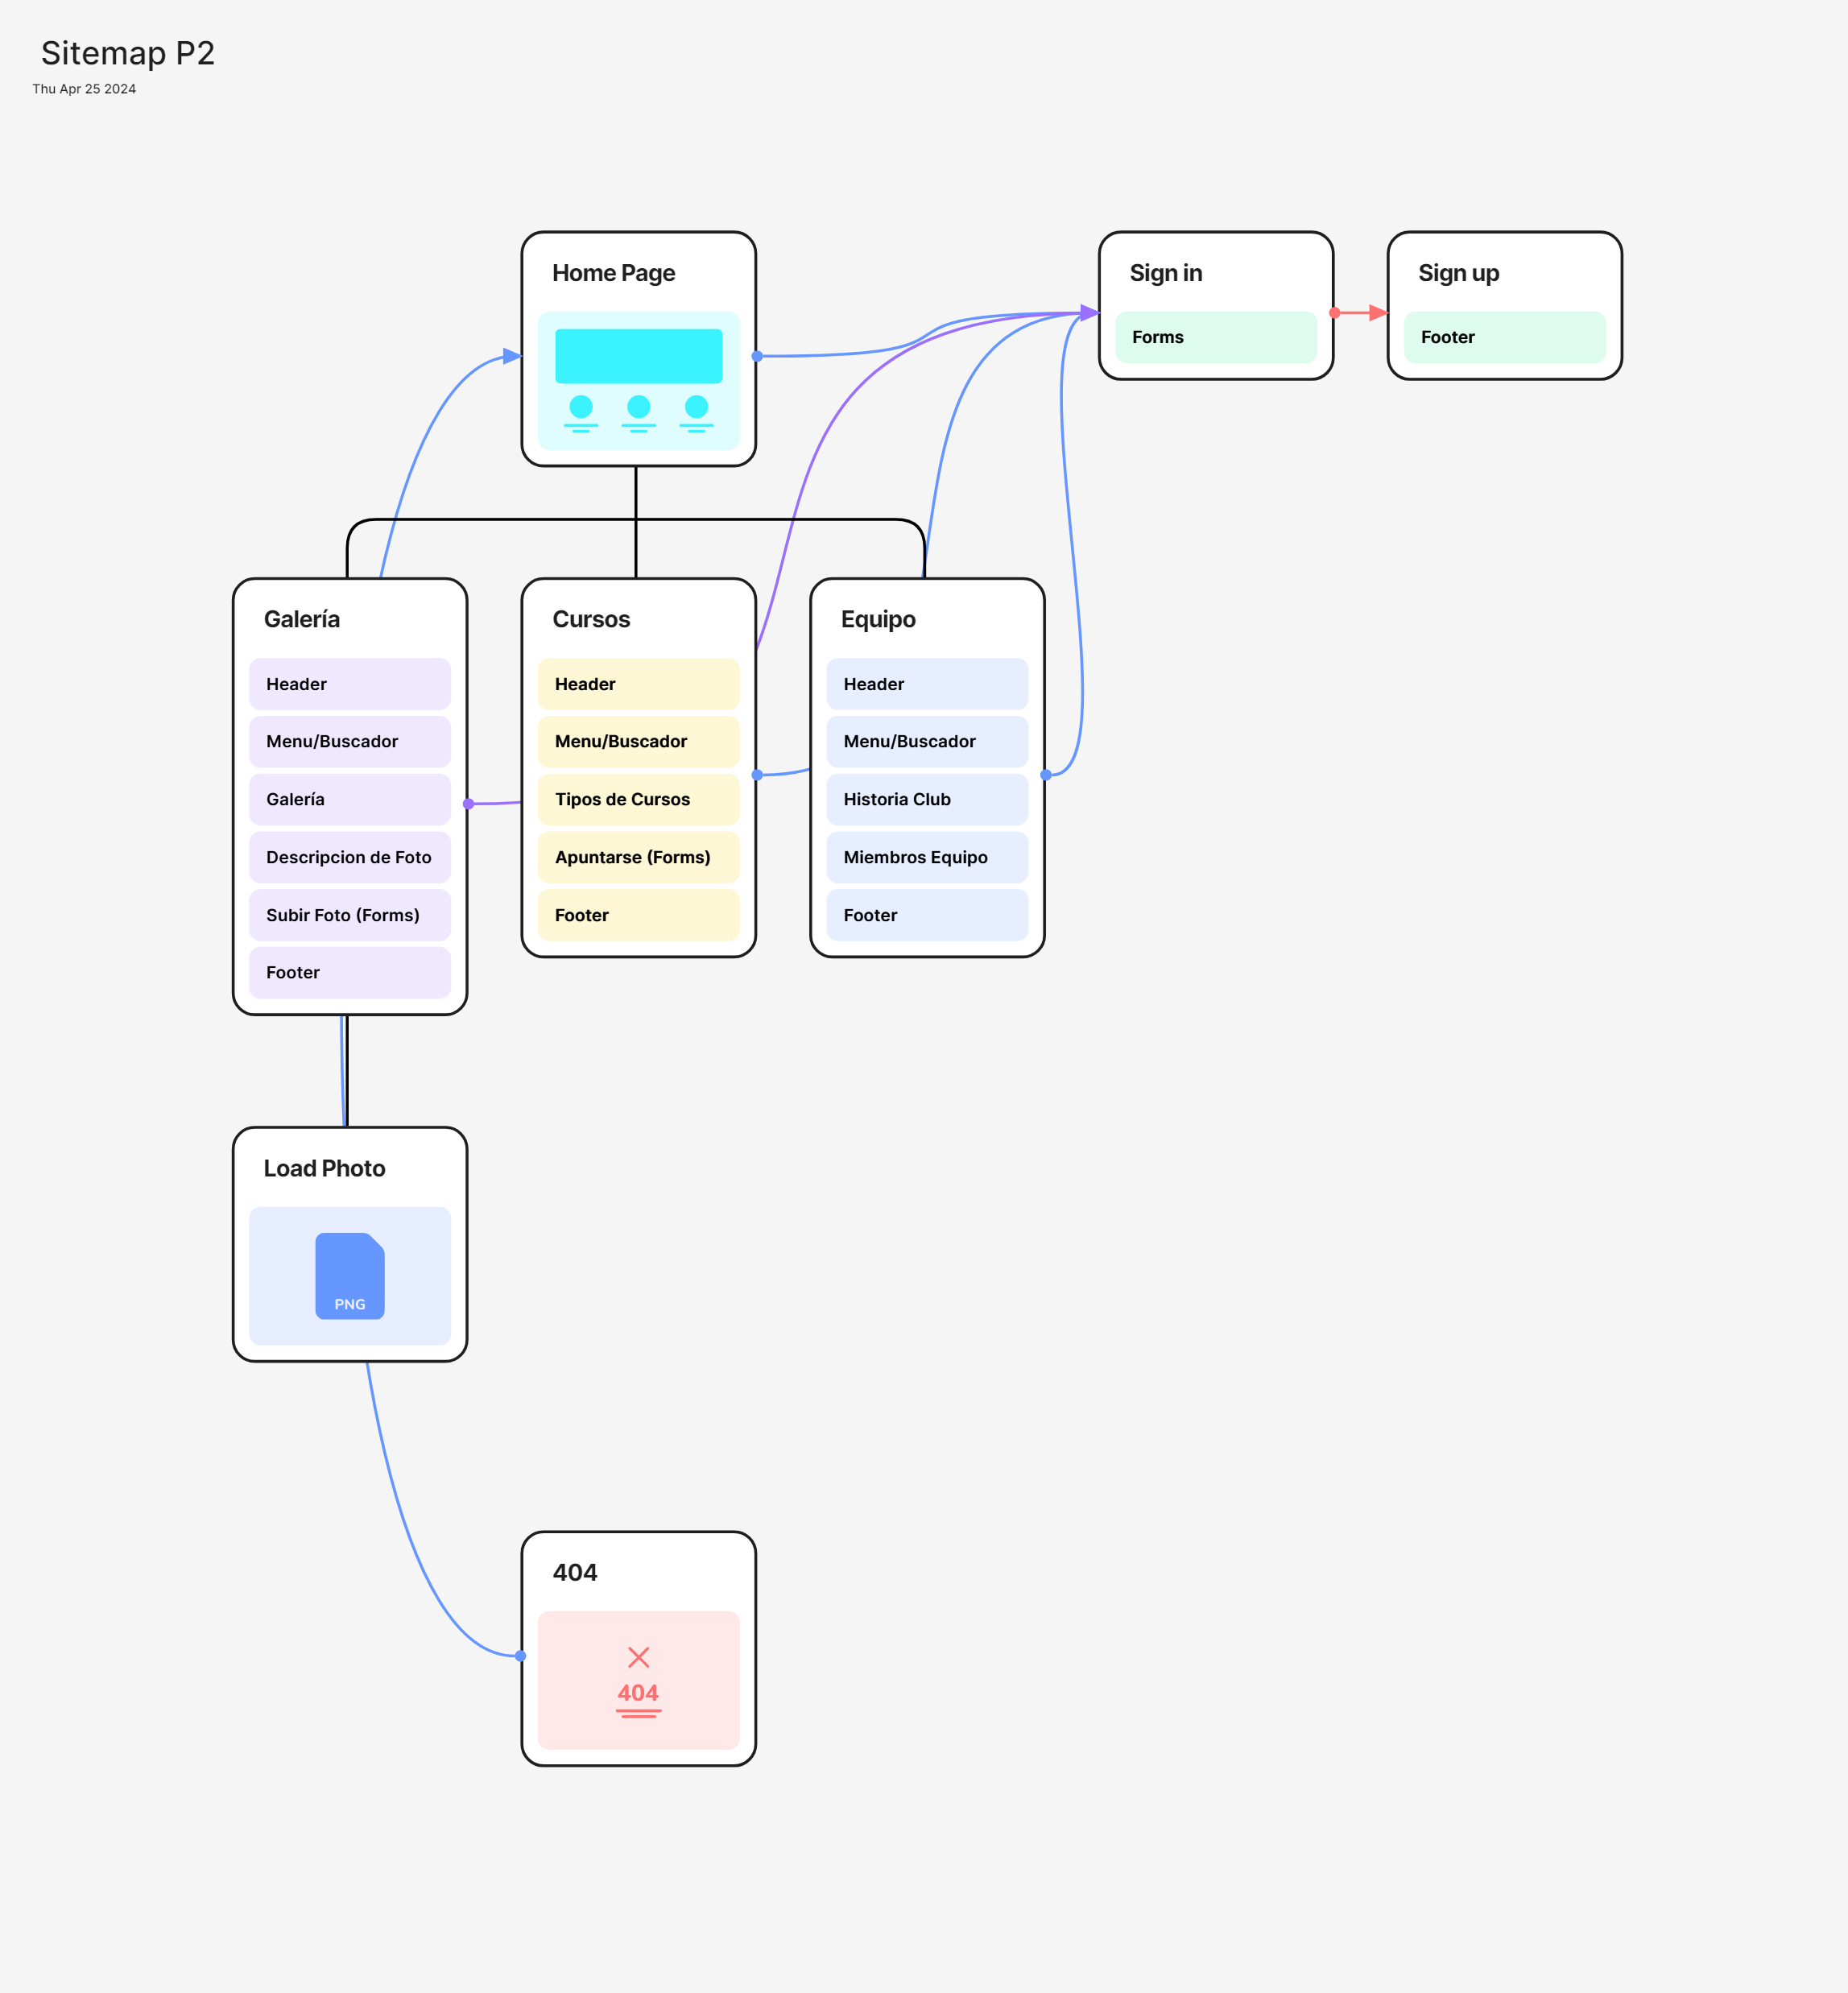 Sitemap P2
Thu Apr 25 2024
Home Page
Sign in
Forms
Sign up
Footer
Galería
Header
Menu/Buscador
Galería
Descripcion de Foto
Subir Foto (Forms)
Footer
Cursos
Header
Menu/Buscador
Tipos de Cursos
Apuntarse (Forms)
Footer
Equipo
Header
Menu/Buscador
Historia Club
Miembros Equipo
Footer
Load Photo
PNG
404
404